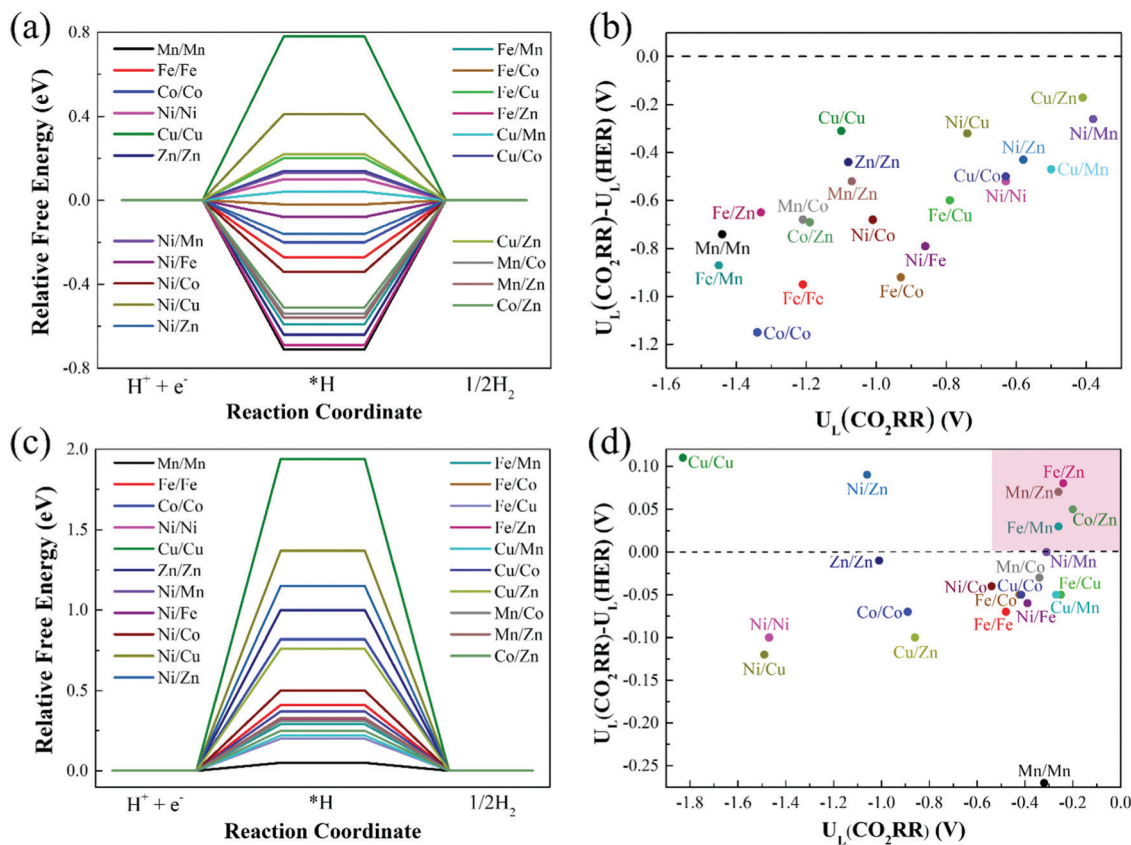 (a)
Relative Free Energy (eV)
0.8
0.4
0.0
-0.4
-0.8
Mn/Mn
Fe/Fe
Co/Co
Ni/Ni
Cu/Cu
Zn/Zn
Fe/Mn
Fe/Co
Fe/Cu
Fe/Zn
Cu/Mn
Cu/Co
Ni/Mn
Ni/Fe
Ni/Co
Ni/Cu
Ni/Zn
Cu/Zn
Mn/Co
Mn/Zn
Co/Zn
H⁺ + e⁻ *H 1/2H₂
Reaction Coordinate
(b)
U_L(CO₂RR)-U_L(HER) (V)
0.0
-0.2
-0.4
-0.6
-0.8
-1.0
-1.2
Cu/Zn
Ni/Mn
Cu/Cu
Ni/Cu
Zn/Zn
Ni/Zn
Mn/Zn
Cu/Co
Cu/Mn
Ni/Ni
Fe/Zn
Mn/Co
Fe/Cu
Co/Zn
Ni/Co
Mn/Mn
Ni/Fe
Fe/Mn
Fe/Fe
Fe/Co
Co/Co
-1.6 -1.4 -1.2 -1.0 -0.8 -0.6 -0.4
U_L(CO₂RR) (V)
(c)
Relative Free Energy (eV)
2.0
1.5
1.0
0.5
0.0
Mn/Mn
Fe/Fe
Co/Co
Ni/Ni
Cu/Cu
Zn/Zn
Ni/Mn
Ni/Fe
Ni/Co
Ni/Cu
Ni/Zn
Fe/Mn
Fe/Co
Fe/Cu
Fe/Zn
Cu/Mn
Cu/Co
Cu/Zn
Mn/Co
Mn/Zn
Co/Zn
H⁺ + e⁻ *H 1/2H₂
Reaction Coordinate
(d)
U_L(CO₂RR)-U_L(HER) (V)
0.10
0.05
0.00
-0.05
-0.10
-0.15
-0.20
-0.25
Cu/Cu
Ni/Zn
Fe/Zn
Mn/Zn
Co/Zn
Fe/Mn
Zn/Zn
Ni/Mn
Mn/Co
Ni/Co
Cu/Co
Fe/Cu
Fe/Co
Cu/Mn
Co/Co
Ni/Fe
Fe/Fe
Ni/Ni
Cu/Zn
Ni/Cu
Mn/Mn
-1.8 -1.6 -1.4 -1.2 -1.0 -0.8 -0.6 -0.4 -0.2 0.0
U_L(CO₂RR) (V)